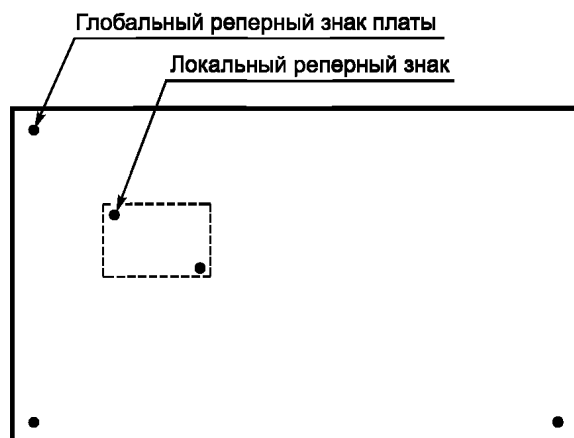 Глобальный реперный знак платы
Локальный реперный знак